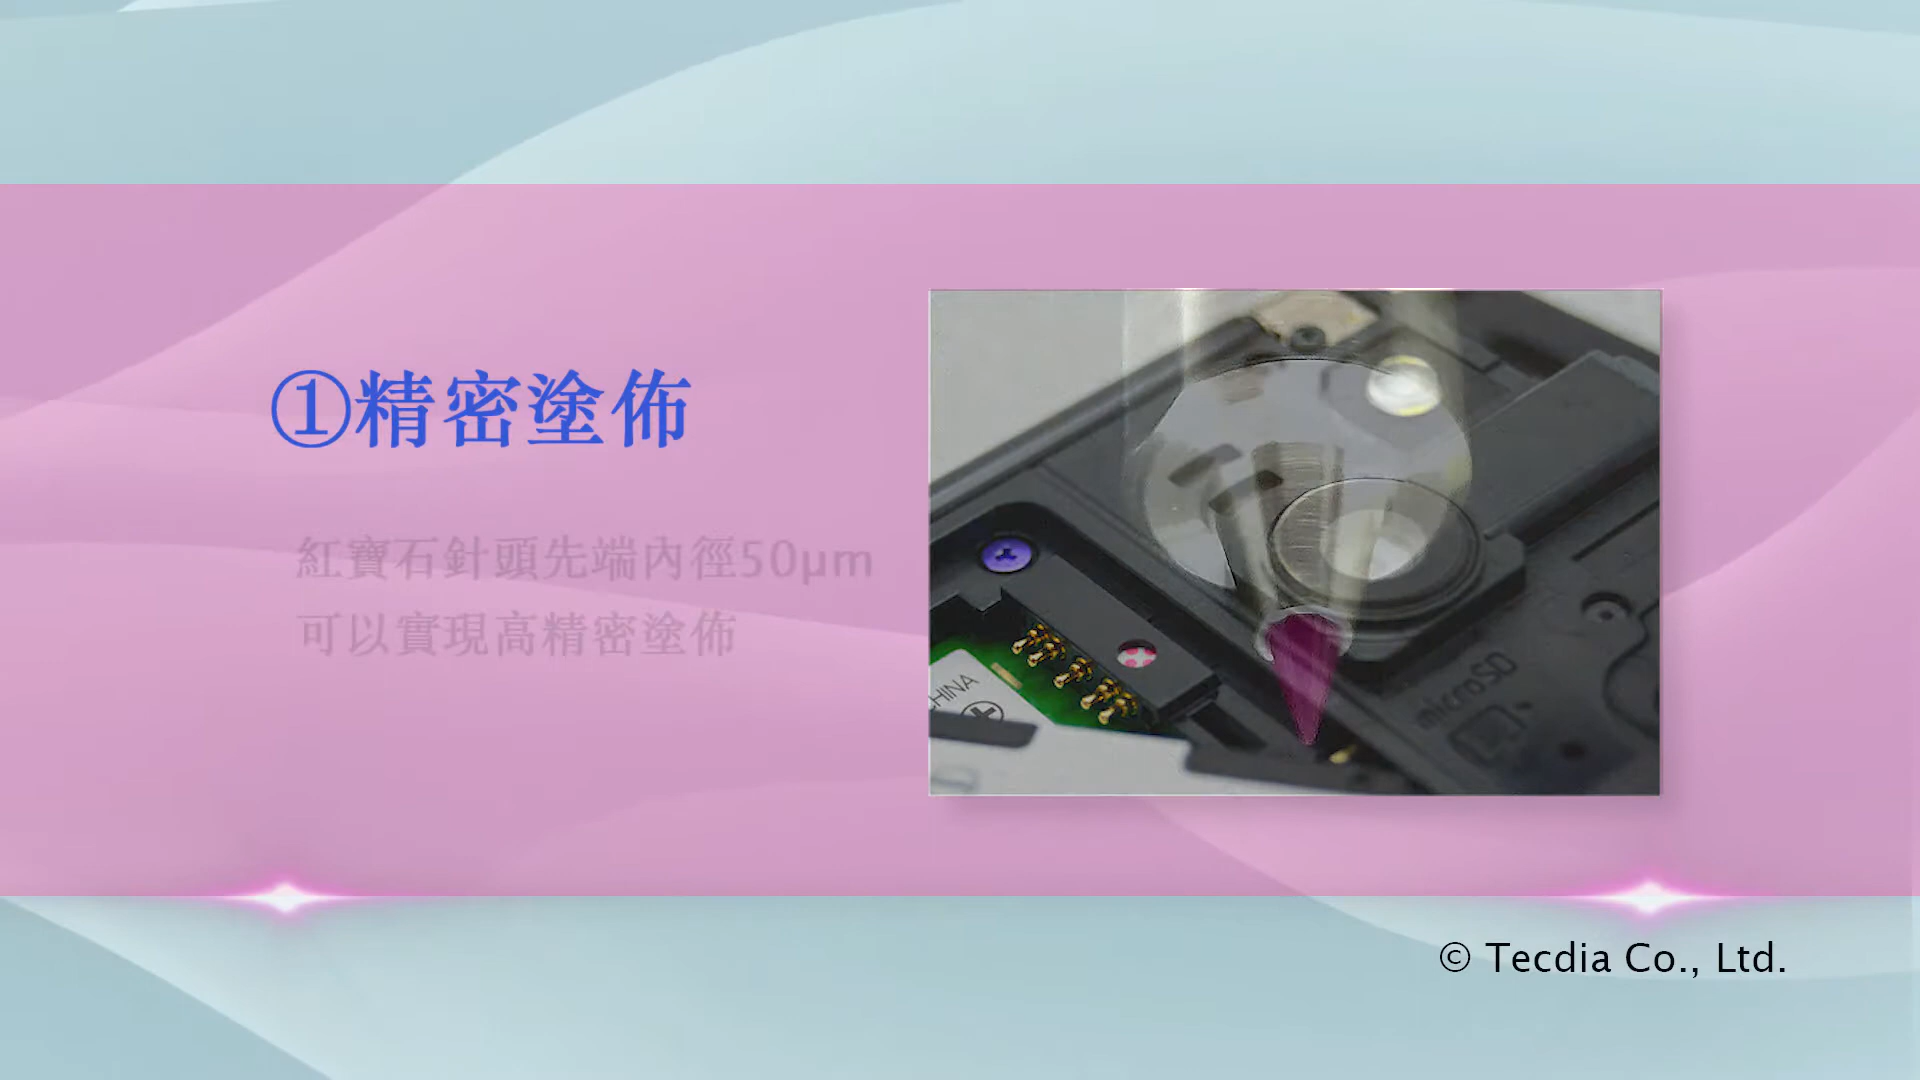 ①精密塗佈
紅寶石針頭先端內徑50μm
可以實現高精密塗佈
CHINA
microSD
© Tecdia Co., Ltd.